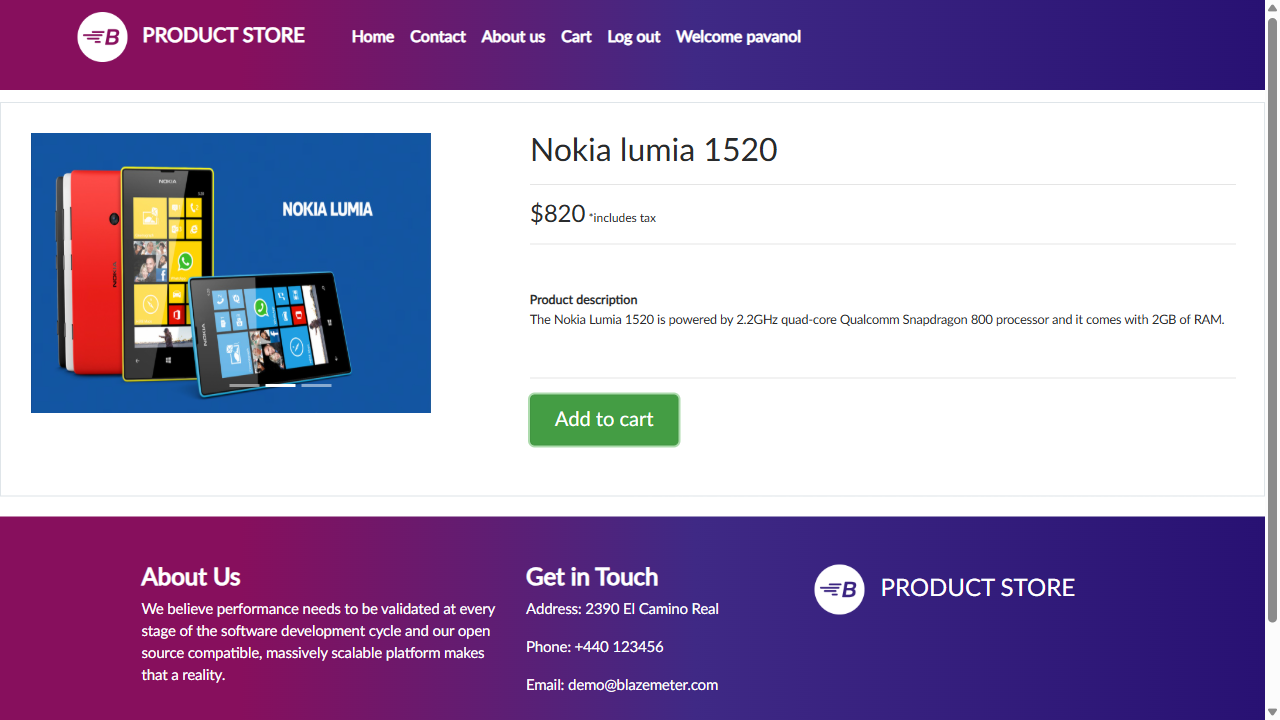 B PRODUCT STORE
Home Contact About us Cart Log out Welcome pavanol
NOKIA
NOKIA LUMIA
Nokia lumia 1520
$820 *includes tax
Product description
The Nokia Lumia 1520 is powered by 2.2GHz quad-core Qualcomm Snapdragon 800 processor and it comes with 2GB of RAM.
Add to cart
About Us
We believe performance needs to be validated at every
stage of the software development cycle and our open
source compatible, massively scalable platform makes
that a reality.
Get in Touch
Address: 2390 El Camino Real
Phone: +440 123456
Email: demo@blazemeter.com
B PRODUCT STORE